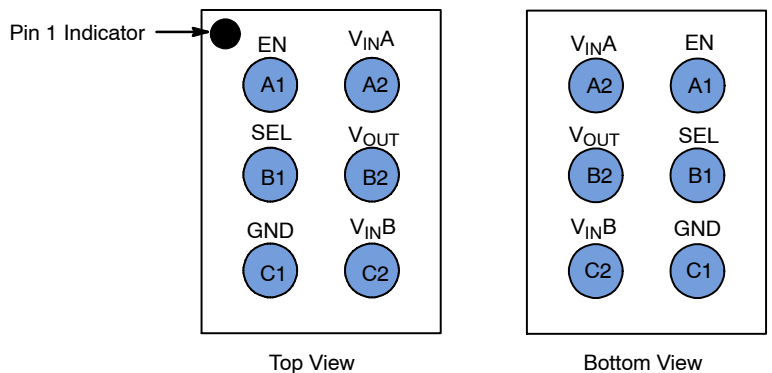 Pin 1 Indicator
EN VINA
A1 A2
SEL VOUT
B1 B2
GND VINB
C1 C2
Top View
VINA EN
A2 A1
VOUT SEL
B2 B1
VINB GND
C2 C1
Bottom View